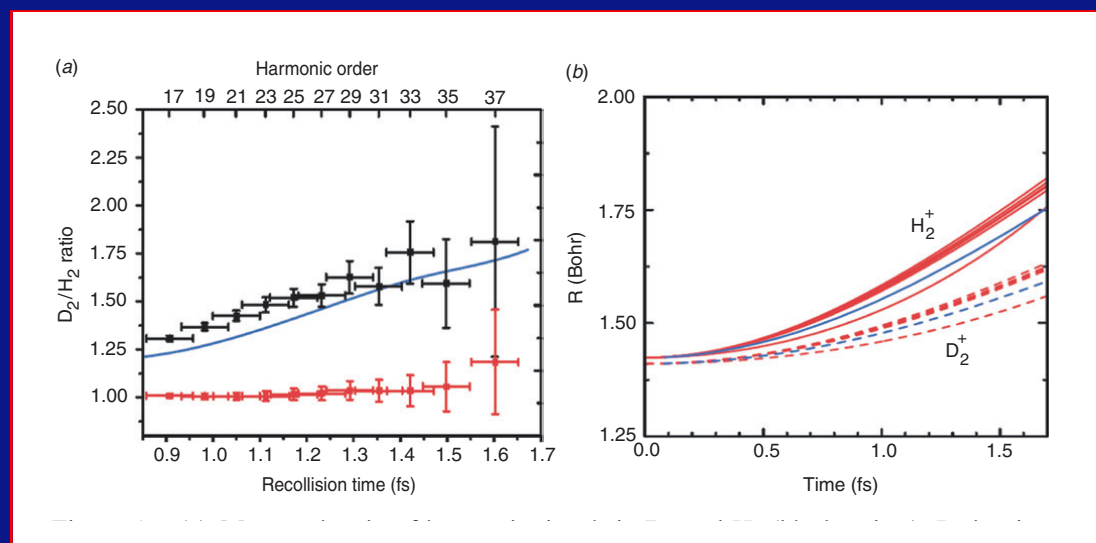 (a)
Harmonic order
17 19 21 23 25 27 29 31 33 35 37
D2/H2 ratio
2.50
2.25
2.00
1.75
1.50
1.25
1.00
0.9 1.0 1.1 1.2 1.3 1.4 1.5 1.6 1.7
Recollision time (fs)
(b)
R (Bohr)
2.00
1.75
1.50
1.25
H2+
D2+
0.0 0.5 1.0 1.5
Time (fs)